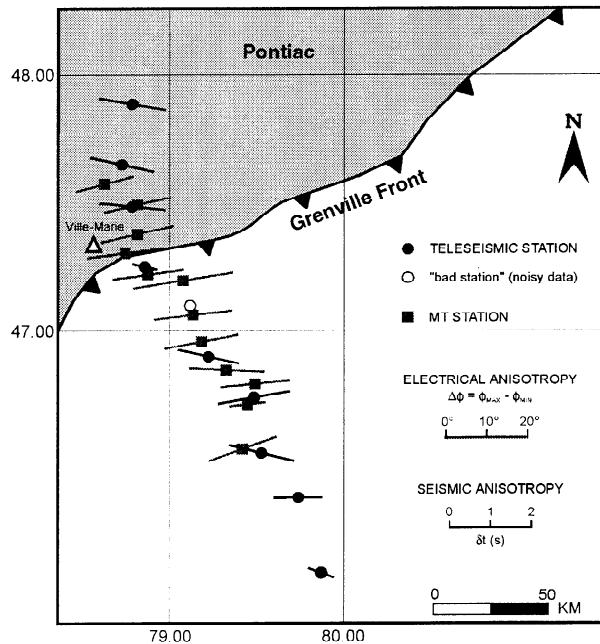 Pontiac
48.00
N
Grenville Front
Ville-Marie
TELESEISMIC STATION
"bad station" (noisy data)
MT STATION
47.00
ELECTRICAL ANISOTROPY
Δϕ = ϕMAX - ϕMIN
0° 10° 20°
SEISMIC ANISOTROPY
0 1 2
δt (s)
0 50
KM
79.00 80.00